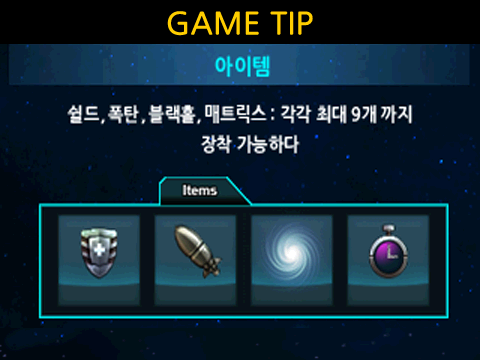 GAME TIP
아이템
쉴드, 폭탄, 블랙홀, 매트릭스 : 각각 최대 9개 까지
장착 가능하다
Items